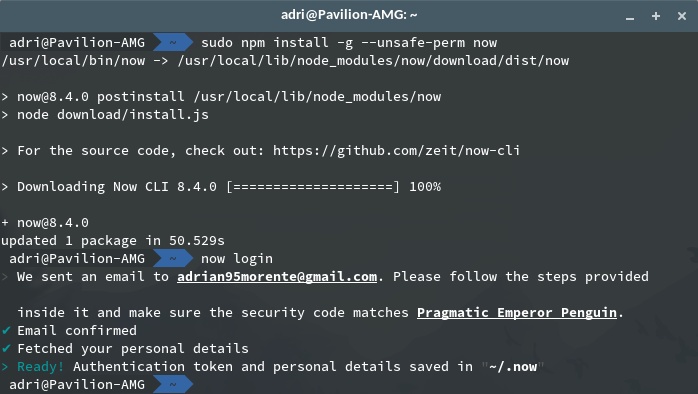 adri@Pavilion-AMG: ~
adri@Pavilion-AMG ~ sudo npm install -g --unsafe-perm now
/usr/local/bin/now -> /usr/local/lib/node_modules/now/download/dist/now
> now@8.4.0 postinstall /usr/local/lib/node_modules/now
> node download/install.js
> For the source code, check out: https://github.com/zeit/now-cli
> Downloading Now CLI 8.4.0 [====================] 100%
+ now@8.4.0
updated 1 package in 50.529s
adri@Pavilion-AMG ~ now login
> We sent an email to adrian95morente@gmail.com. Please follow the steps provided
inside it and make sure the security code matches Pragmatic Emperor Penguin.
✔ Email confirmed
✔ Fetched your personal details
> Ready! Authentication token and personal details saved in "~/.now"
adri@Pavilion-AMG ~